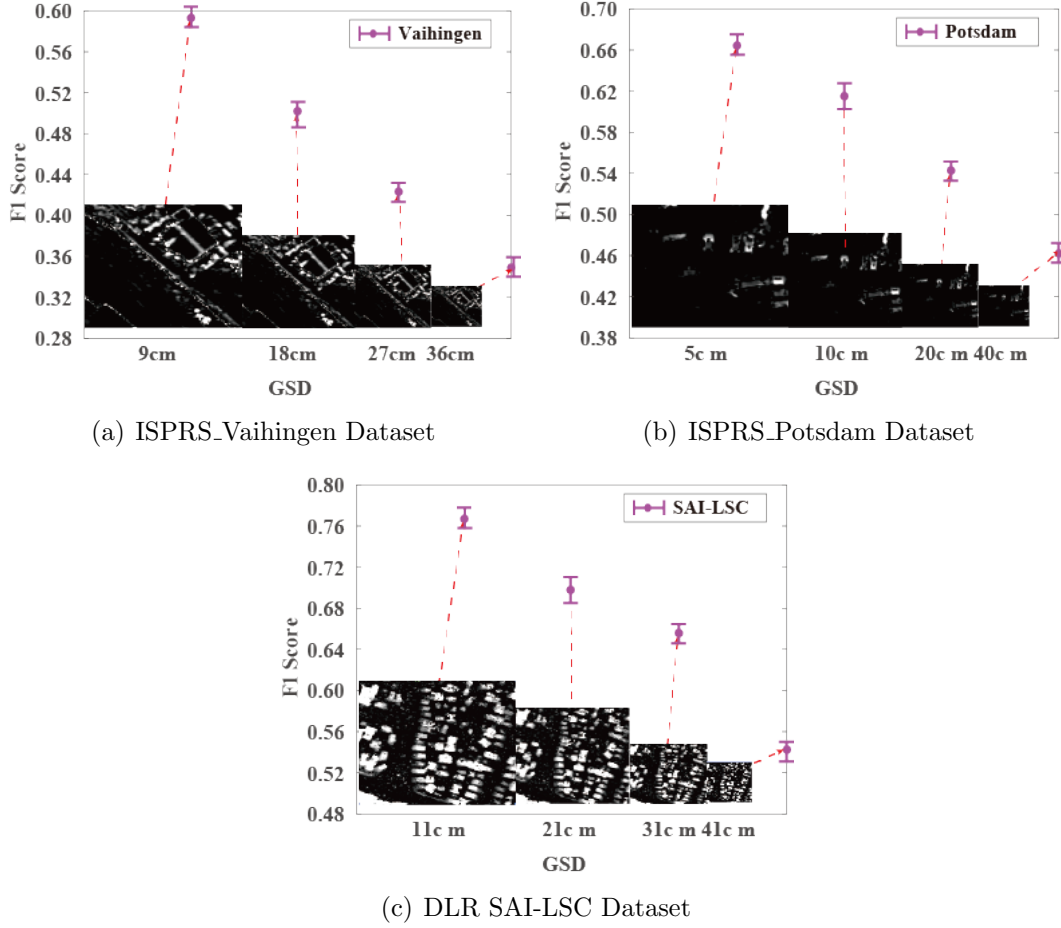 0.60
0.56
0.52
0.48
0.44
0.40
0.36
0.32
0.28
F1 Score
Vaihingen
9cm 18cm 27cm 36cm
GSD
(a) ISPRS_Vaihingen Dataset
0.70
0.66
0.62
0.58
0.54
0.50
0.46
0.42
0.38
F1 Score
Potsdam
5c m 10c m 20c m 40c m
GSD
(b) ISPRS_Potsdam Dataset
0.80
0.76
0.72
0.68
0.64
0.60
0.56
0.52
0.48
F1 Score
SAI-LSC
11c m 21c m 31c m 41c m
GSD
(c) DLR SAI-LSC Dataset